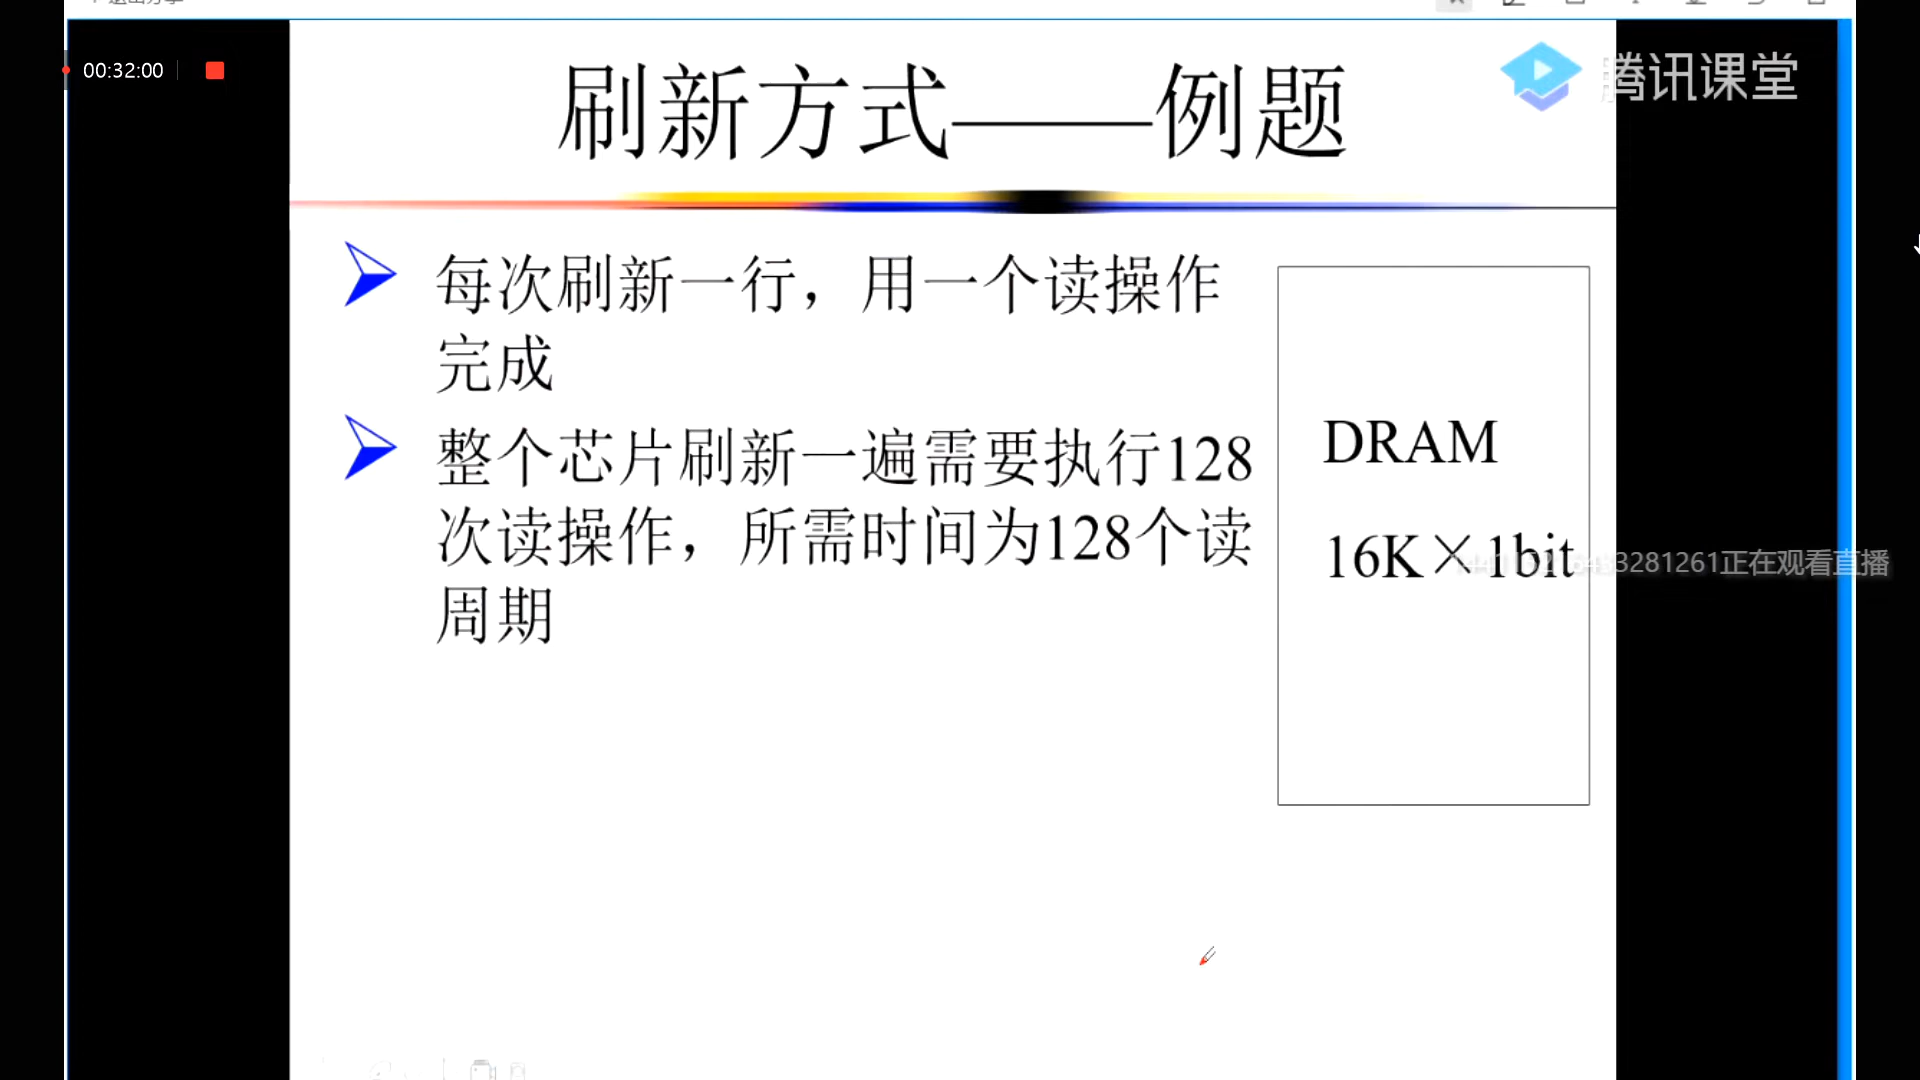 00:32:00
腾讯课堂
刷新方式——例题
每次刷新一行，用一个读操作
完成
整个芯片刷新一遍需要执行128
次读操作，所需时间为128个读
周期
DRAM
16K×1bit
3281261正在观看直播